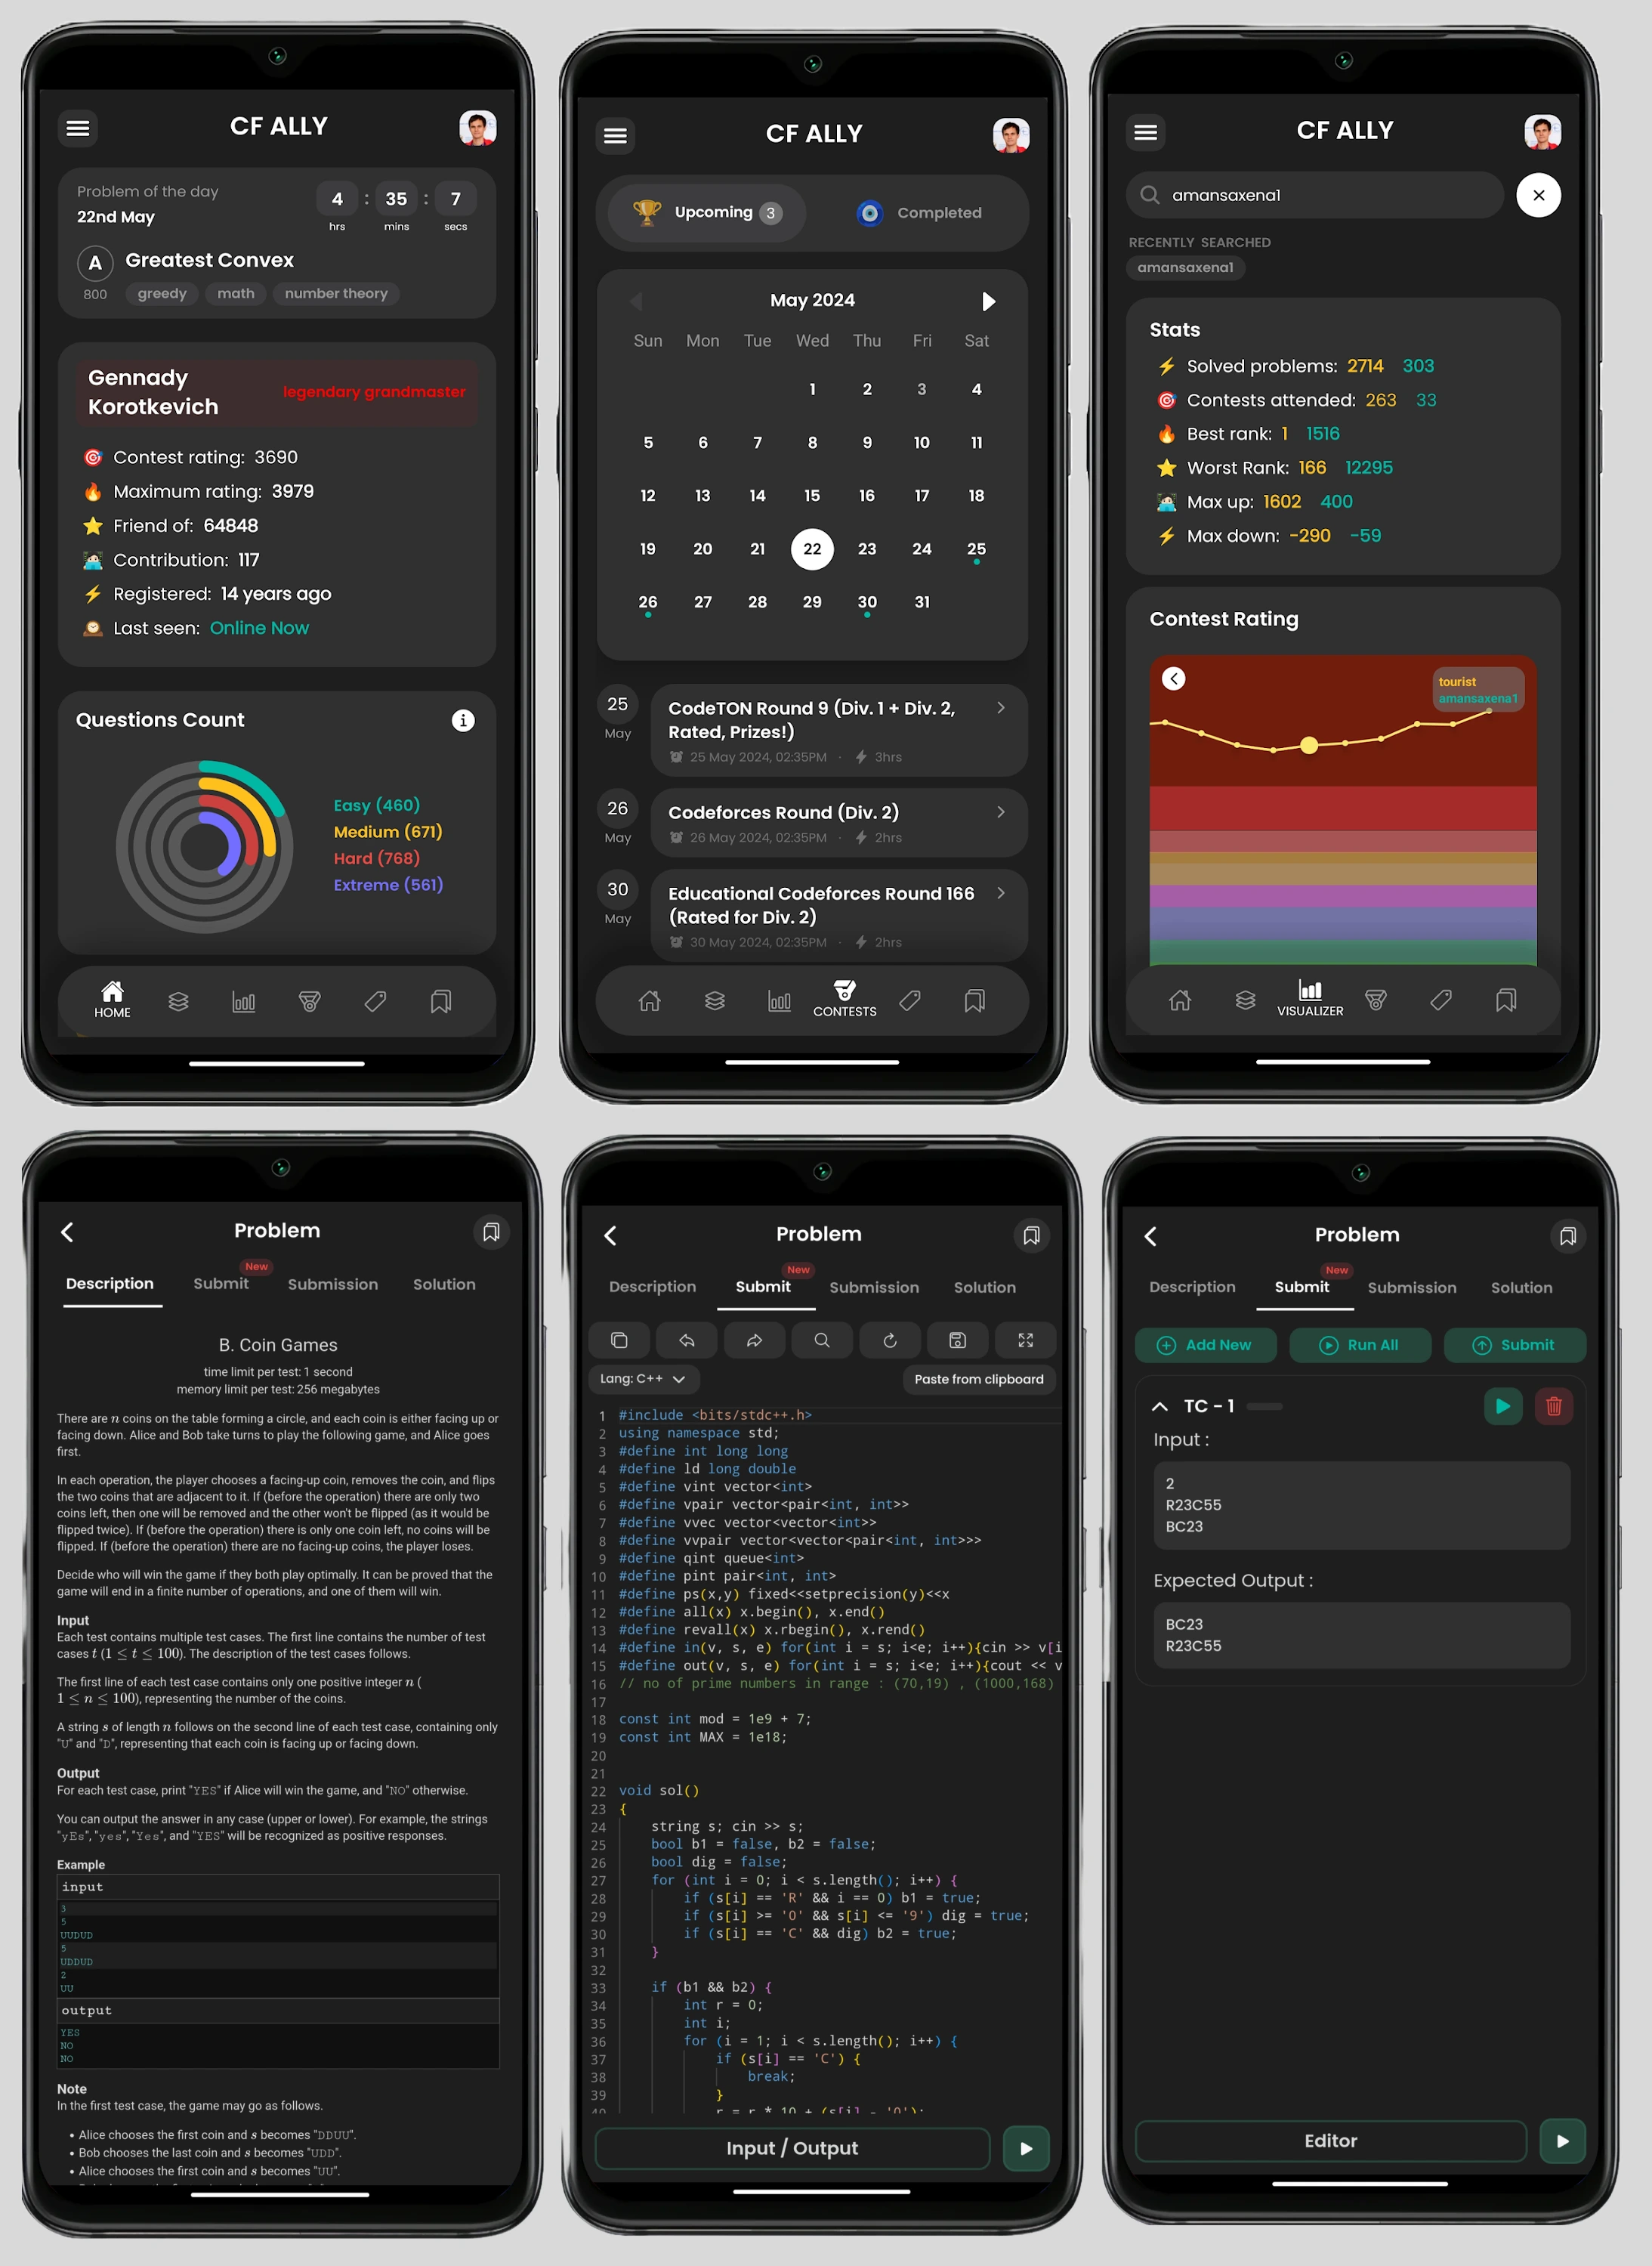 CF ALLY
Problem of the day
22nd May
4 : 35 : 7
hrs mins secs
A Greatest Convex
800 greedy math number theory
Gennady
Korotkevich
legendary grandmaster
Contest rating: 3690
Maximum rating: 3979
Friend of: 64848
Contribution: 117
Registered: 14 years ago
Last seen: Online Now
Questions Count
Easy (460)
Medium (671)
Hard (768)
Extreme (561)
HOME
CF ALLY
Upcoming 3 Completed
May 2024
Sun Mon Tue Wed Thu Fri Sat
1 2 3 4
5 6 7 8 9 10 11
12 13 14 15 16 17 18
19 20 21 22 23 24 25
26 27 28 29 30 31
25
May
CodeTON Round 9 (Div. 1 + Div. 2,
Rated, Prizes!)
25 May 2024, 02:35PM · 3hrs
26
May
Codeforces Round (Div. 2)
26 May 2024, 02:35PM · 2hrs
30
May
Educational Codeforces Round 166
(Rated for Div. 2)
30 May 2024, 02:35PM · 2hrs
CONTESTS
CF ALLY
amansaxena1
RECENTLY SEARCHED
amansaxena1
Stats
Solved problems: 2714 303
Contests attended: 263 33
Best rank: 1 1516
Worst Rank: 166 12295
Max up: 1602 400
Max down: -290 -59
Contest Rating
tourist
amansaxena1
VISUALIZER
Problem
New
Description Submit Submission Solution
B. Coin Games
time limit per test: 1 second
memory limit per test: 256 megabytes
There are n coins on the table forming a circle, and each coin is either facing up or
facing down. Alice and Bob take turns to play the following game, and Alice goes
first.
In each operation, the player chooses a facing-up coin, removes the coin, and flips
the two coins that are adjacent to it. If (before the operation) there are only two
coins left, then one will be removed and the other won't be flipped (as it would be
flipped twice). If (before the operation) there is only one coin left, no coins will be
flipped. If (before the operation) there are no facing-up coins, the player loses.
Decide who will win the game if they both play optimally. It can be proved that the
game will end in a finite number of operations, and one of them will win.
Input
Each test contains multiple test cases. The first line contains the number of test
cases t (1 ≤ t ≤ 100). The description of the test cases follows.
The first line of each test case contains only one positive integer n (
1 ≤ n ≤ 100), representing the number of the coins.
A string s of length n follows on the second line of each test case, containing only
"U" and "D", representing that each coin is facing up or facing down.
Output
For each test case, print "YES" if Alice will win the game, and "NO" otherwise.
You can output the answer in any case (upper or lower). For example, the strings
"yEs", "yes", "Yes", and "YES" will be recognized as positive responses.
Example
input
3
5
UUDUD
5
UDDUD
2
UU
output
YES
NO
NO
Note
In the first test case, the game may go as follows.
• Alice chooses the first coin and s becomes "DDUU".
• Bob chooses the last coin and s becomes "UDD".
• Alice chooses the first coin and s becomes "UU".
Problem
New
Description Submit Submission Solution
Lang: C++ Paste from clipboard
1 #include <bits/stdc++.h>
2 using namespace std;
3 #define int long long
4 #define ld long double
5 #define vint vector<int>
6 #define vpair vector<pair<int, int>>
7 #define vvec vector<vector<int>>
8 #define vvpair vector<vector<pair<int, int>>>
9 #define qint queue<int>
10 #define pint pair<int, int>
11 #define ps(x,y) fixed<<setprecision(y)<<x
12 #define all(x) x.begin(), x.end()
13 #define revall(x) x.rbegin(), x.rend()
14 #define in(v, s, e) for(int i = s; i<e; i++){cin >> v[i
15 #define out(v, s, e) for(int i = s; i<e; i++){cout << v
16 // no of prime numbers in range : (70,19) , (1000,168)
17
18 const int mod = 1e9 + 7;
19 const int MAX = 1e18;
20
21
22 void sol()
23 {
24 string s; cin >> s;
25 bool b1 = false, b2 = false;
26 bool dig = false;
27 for (int i = 0; i < s.length(); i++) {
28 if (s[i] == 'R' && i == 0) b1 = true;
29 if (s[i] >= '0' && s[i] <= '9') dig = true;
30 if (s[i] == 'C' && dig) b2 = true;
31 }
32
33 if (b1 && b2) {
34 int r = 0;
35 int i;
36 for (i = 1; i < s.length(); i++) {
37 if (s[i] == 'C') {
38 break;
39 }
40 r = r * 10 + (s[i] - '0');
Input / Output
Problem
New
Description Submit Submission Solution
Add New Run All Submit
TC - 1
Input :
2
R23C55
BC23
Expected Output :
BC23
R23C55
Editor